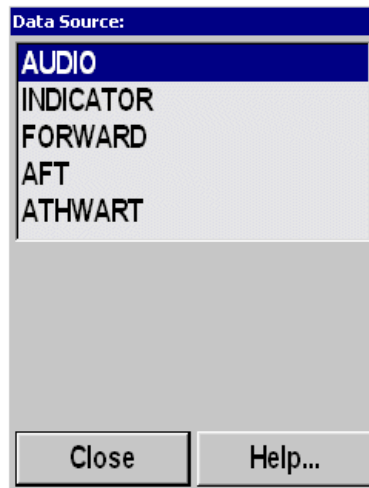 Data Source:
AUDIO
INDICATOR
FORWARD
AFT
ATHWART
Close
Help...